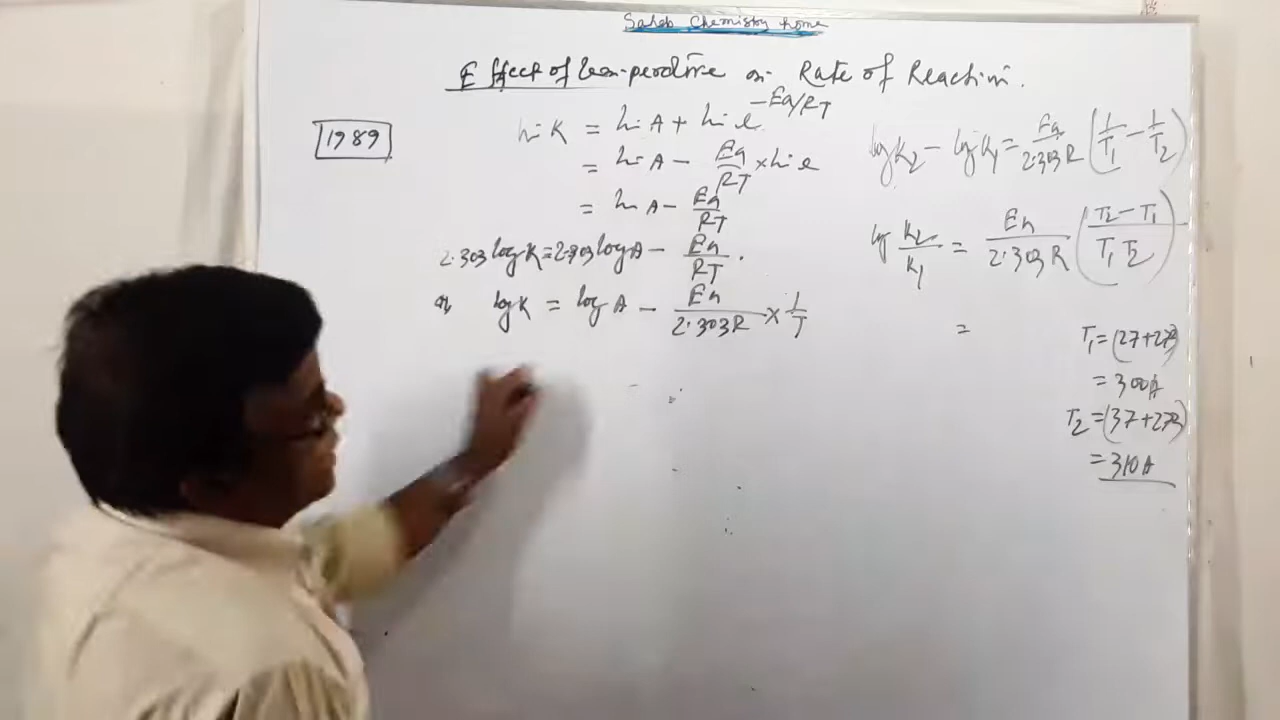 Saheb Chemistry home
Effect of Temperature on Rate of Reaction.
1989
ln K = ln A + ln e^-Ea/RT
= ln A - Ea/RT x ln e
= ln A - Ea/RT
2.303 log K = 2.303 log A - Ea/RT .
or log K = log A - Ea/2.303R x 1/T
log K2 - log K1 = Ea/2.303R (1/T1 - 1/T2)
log K2/K1 = Ea/2.303R (T2 - T1/T1 T2)
=
T1 = (27+273)
= 300A
T2 = (37+273)
= 310A